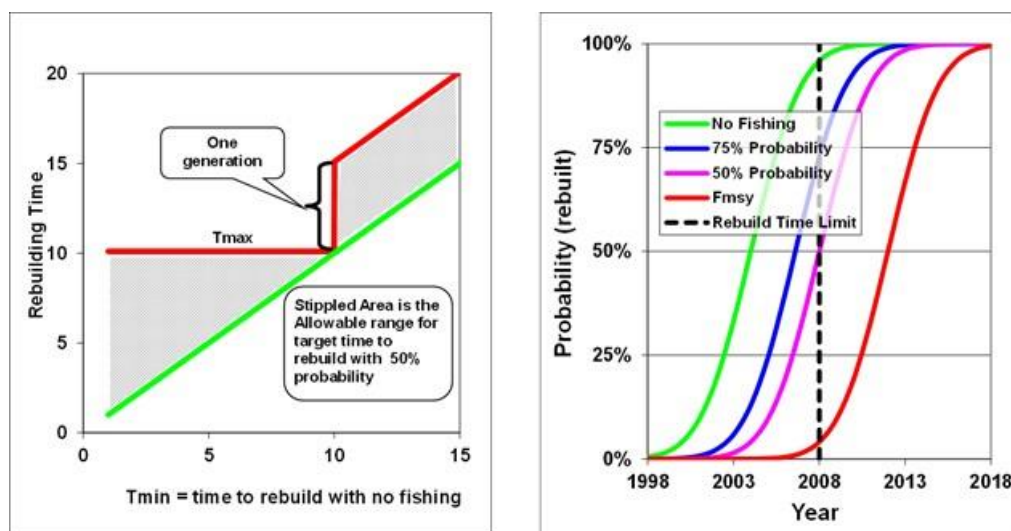 20
15
10
5
0
Rebuilding Time
One
generation
Tmax
Stippled Area is the
Allowable range for
target time to
rebuild with 50%
probability
0
5
10
15
Tmin = time to rebuild with no fishing
100%
75%
50%
25%
0%
Probability (rebuilt)
No Fishing
75% Probability
50% Probability
Fmsy
Rebuild Time Limit
1998
2003
2008
2013
2018
Year